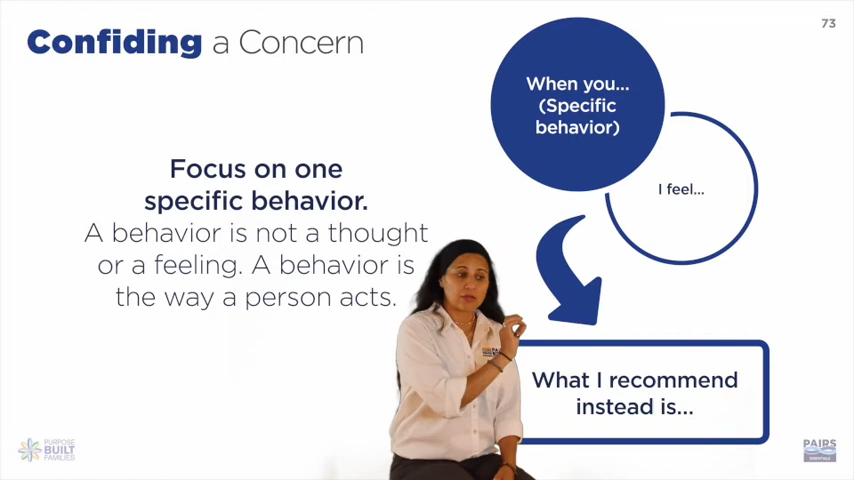 Confiding a Concern
73
When you...
(Specific
behavior)
I feel...
Focus on one
specific behavior.
A behavior is not a thought
or a feeling. A behavior is
the way a person acts.
What I recommend
instead is...
PURPOSE
BUILT
FAMILIES
PAIRS
ESSENTIALS